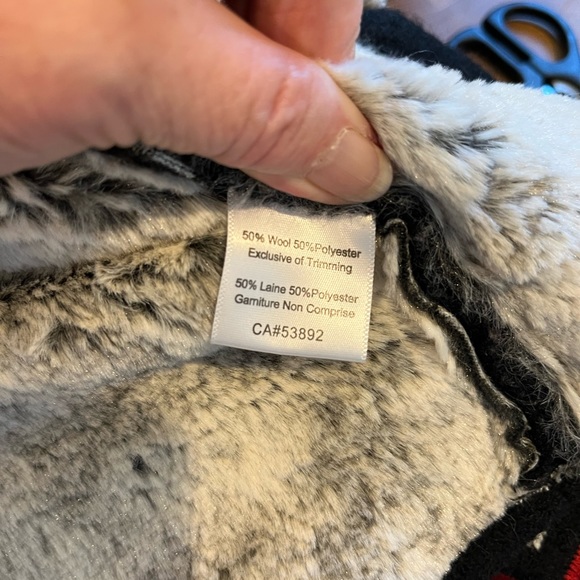 50% Wool 50%Polyester
Exclusive of Trimming
50% Laine 50%Polyester
Garniture Non Comprise
CA#53892